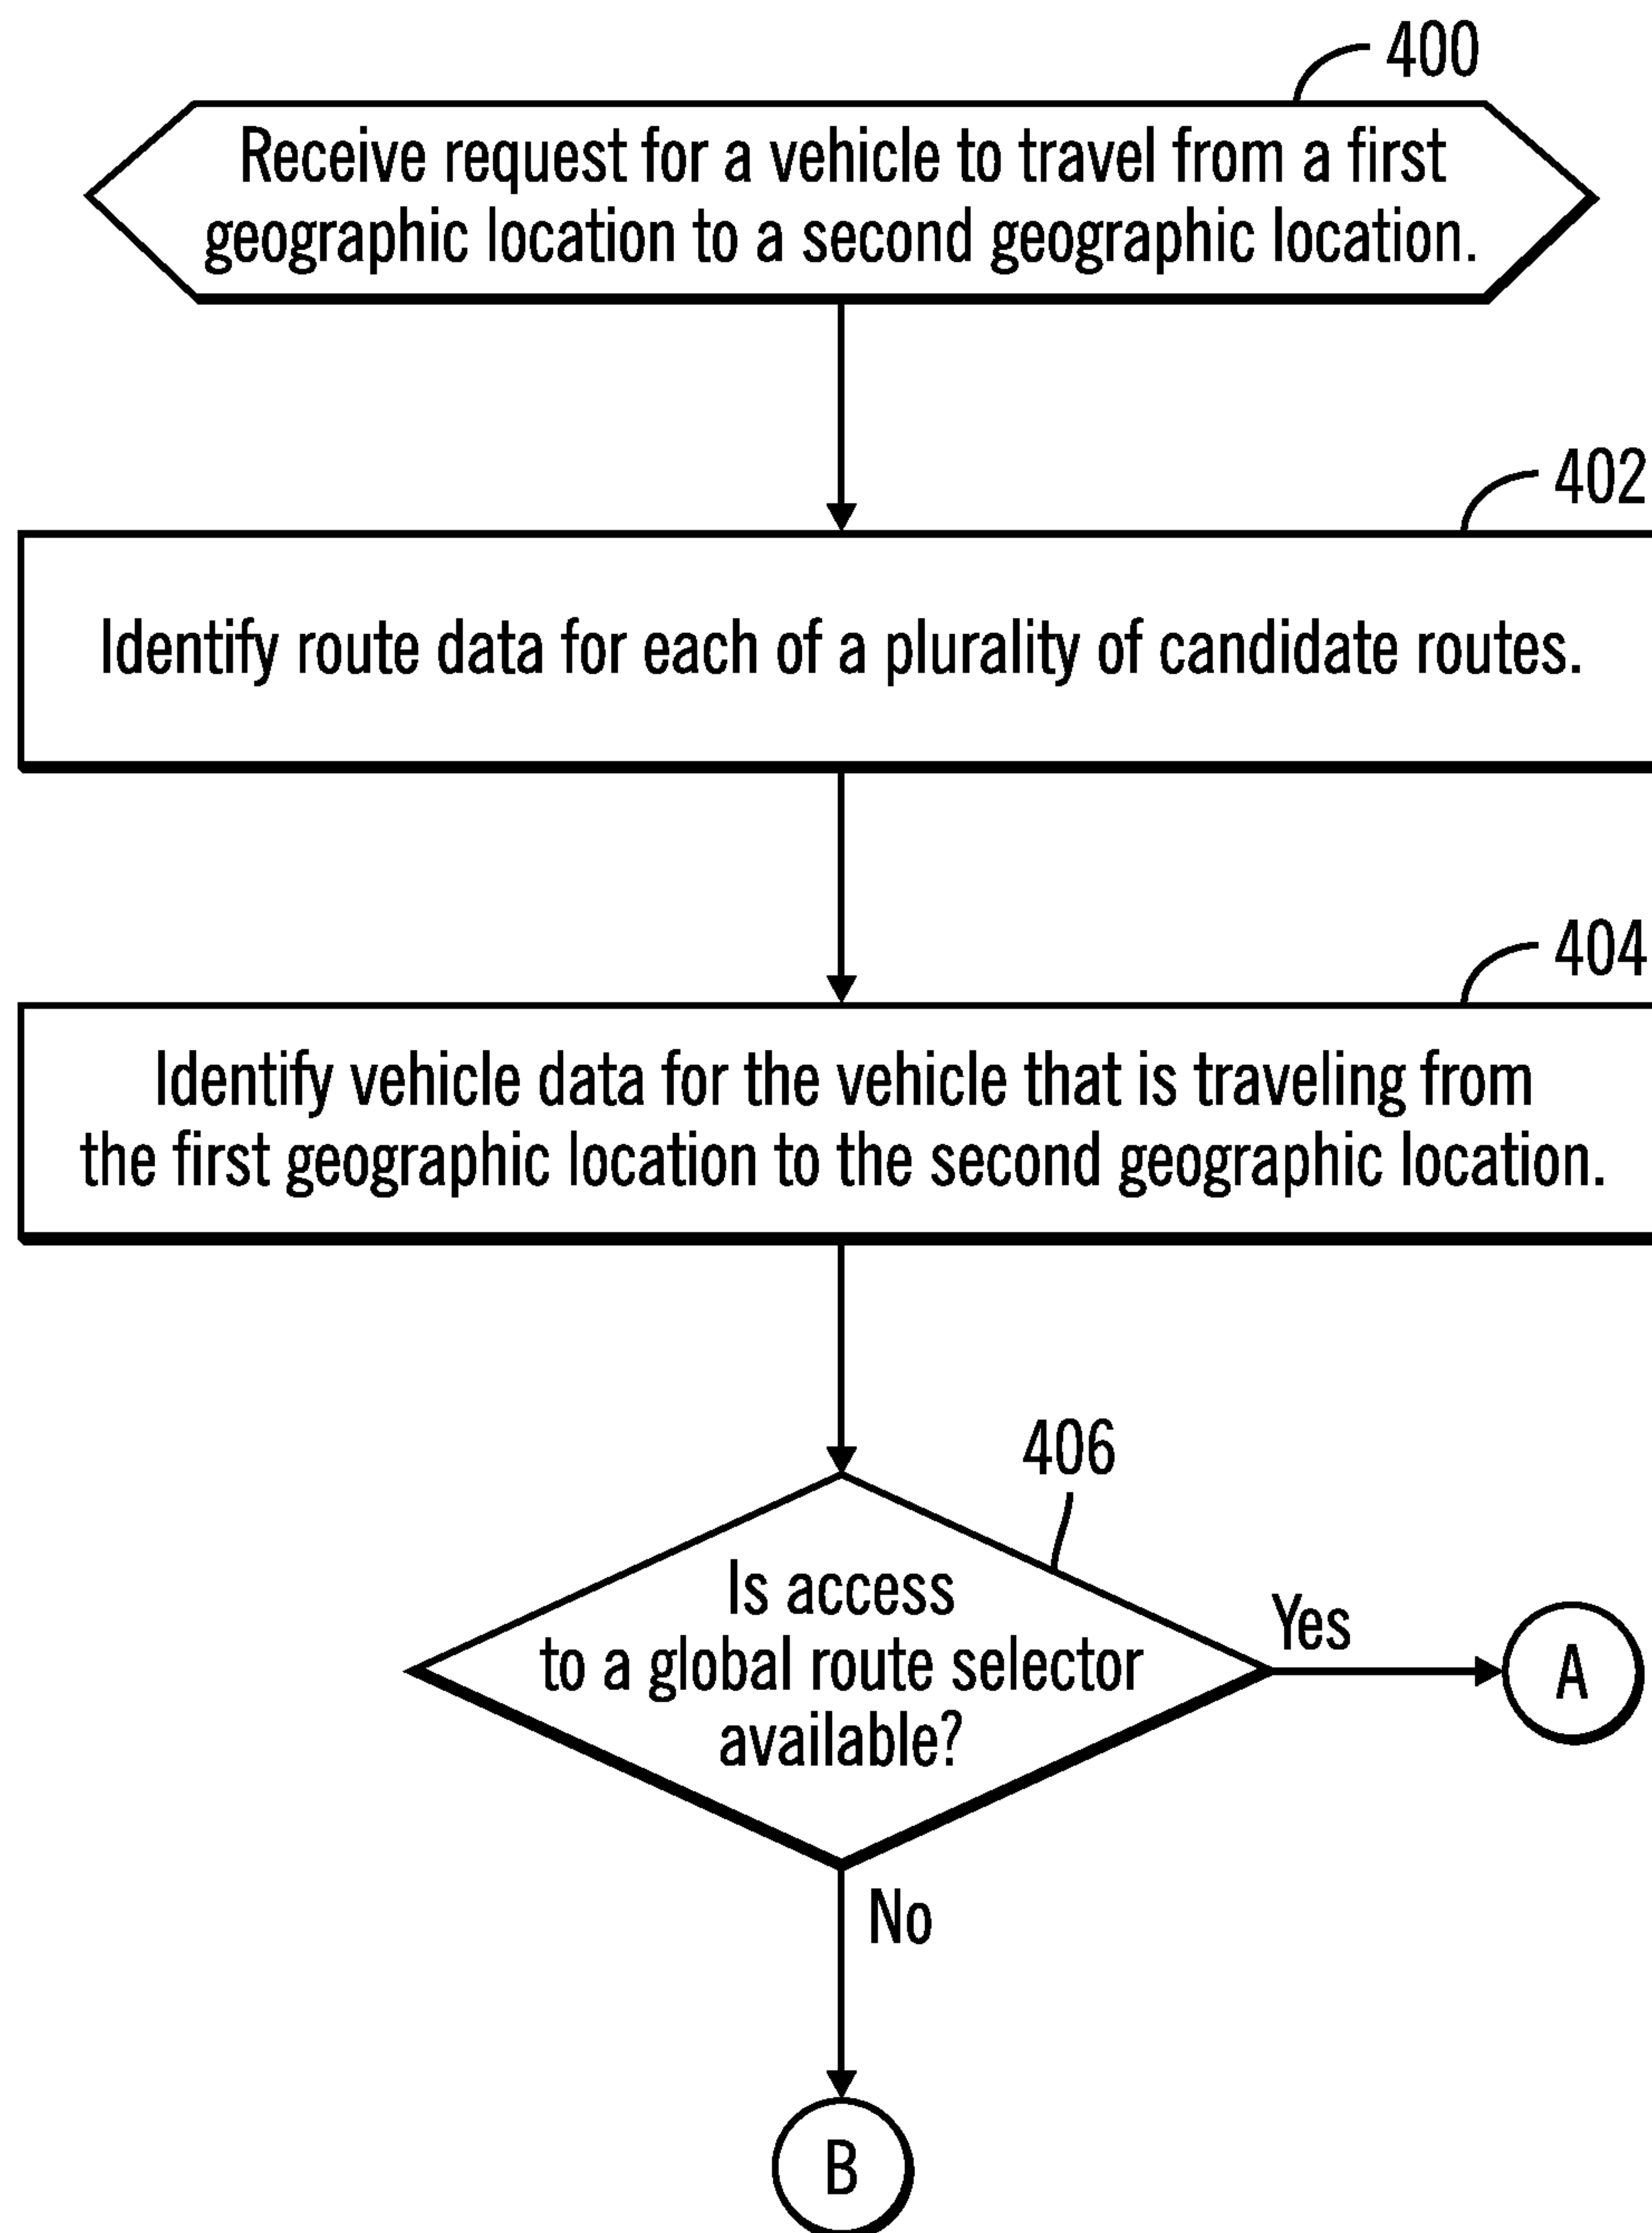 400
Receive request for a vehicle to travel from a first
geographic location to a second geographic location.
402
Identify route data for each of a plurality of candidate routes.
404
Identify vehicle data for the vehicle that is traveling from
the first geographic location to the second geographic location.
406
Is access
to a global route selector
available?
Yes
A
No
B